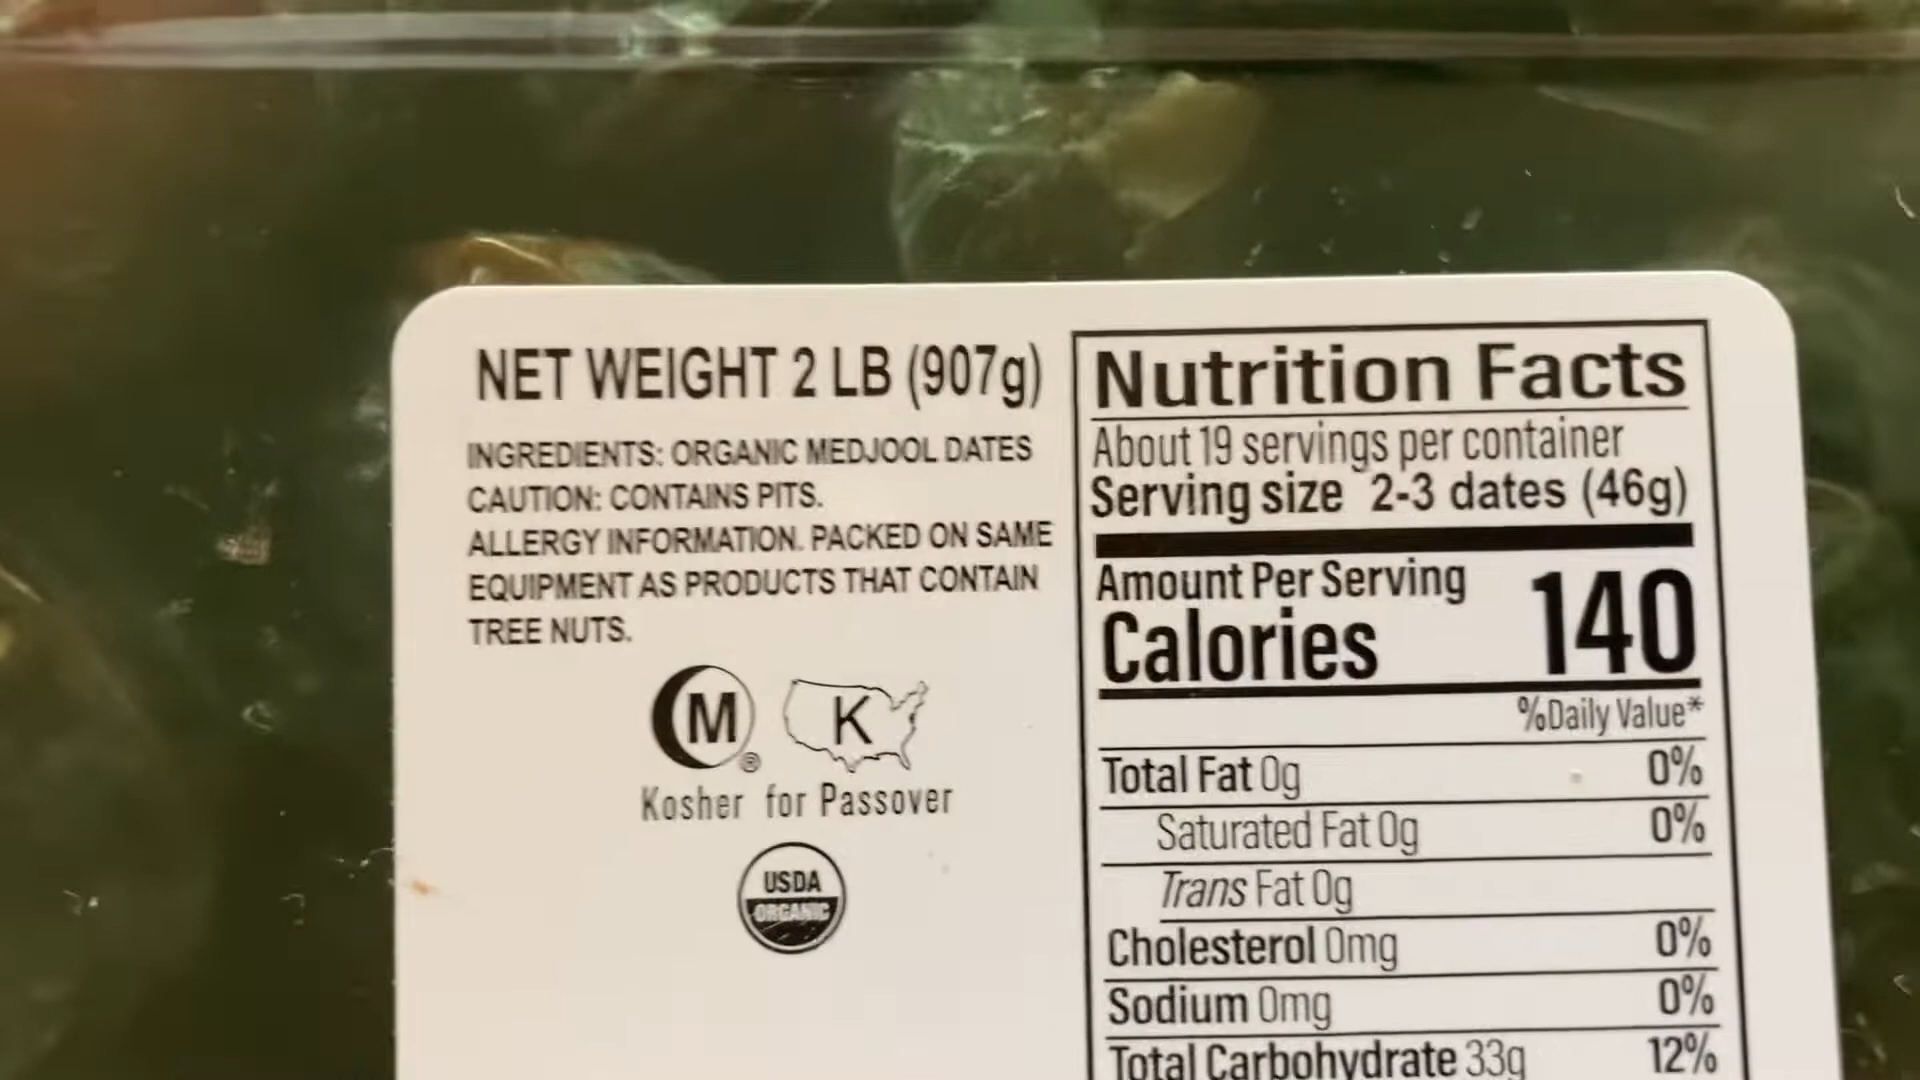 NET WEIGHT 2 LB (907g)
INGREDIENTS: ORGANIC MEDJOOL DATES
CAUTION: CONTAINS PITS.
ALLERGY INFORMATION. PACKED ON SAME
EQUIPMENT AS PRODUCTS THAT CONTAIN
TREE NUTS.
M ® K
Kosher for Passover
USDA
ORGANIC
Nutrition Facts
About 19 servings per container
Serving size 2-3 dates (46g)
Amount Per Serving
Calories 140
%Daily Value*
Total Fat 0g 0%
Saturated Fat 0g 0%
Trans Fat 0g
Cholesterol 0mg 0%
Sodium 0mg 0%
Total Carbohydrate 33g 12%